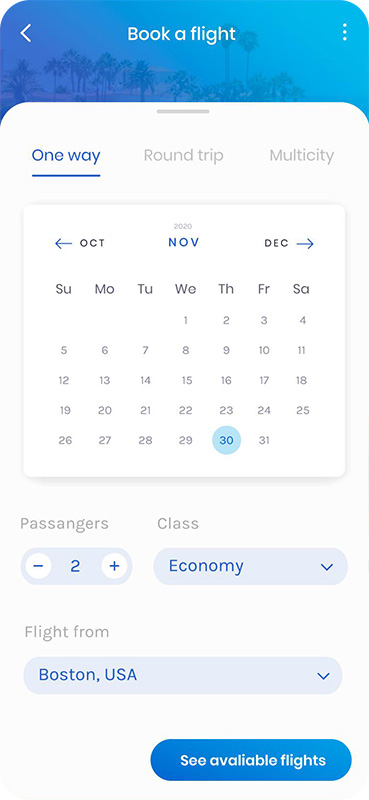 Book a flight
One way Round trip Multicity
2020
OCT NOV DEC
Su Mo Tu We Th Fr Sa
1 2 3 4
5 6 7 8 9 10 11
12 13 14 15 16 17 18
19 20 21 22 23 24 25
26 27 28 29 30 31
Passangers Class
2 Economy
Flight from
Boston, USA
See avaliable flights